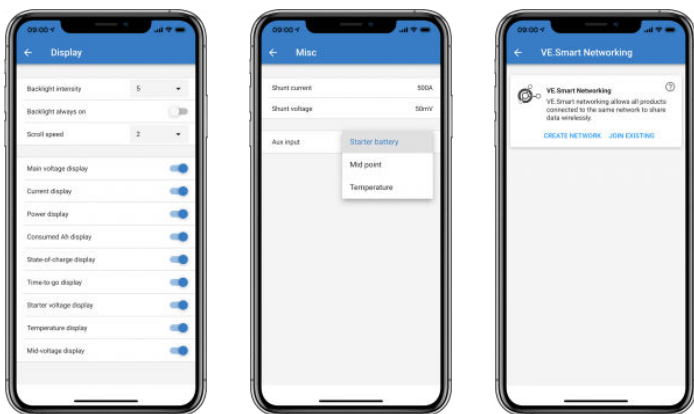 09:00
Display
Backlight intensity 5
Backlight always on
Scroll speed 2
Main voltage display
Current display
Power display
Consumed Ah display
State-of-charge display
Time-to-go display
Starter voltage display
Temperature display
Mid-voltage display
09:00
Misc
Shunt current 500A
Shunt voltage 50mV
Aux input Starter battery
Mid point
Temperature
09:00
VE.Smart Networking
VE.Smart Networking
VE.Smart networking allows all products
connected to the same network to share
data wirelessly.
CREATE NETWORK JOIN EXISTING